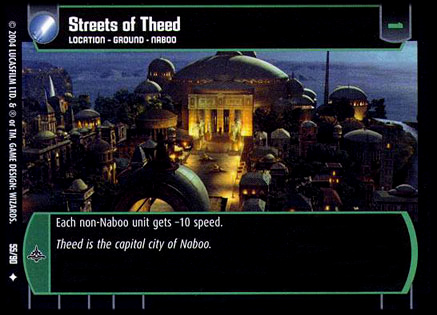 Streets of Theed
LOCATION - GROUND - NABOO
Each non-Naboo unit gets –10 speed.
Theed is the capital city of Naboo.
© 2004 LUCASFILM LTD. & ® or TM. GAME DESIGN: WIZARDS.
55/90